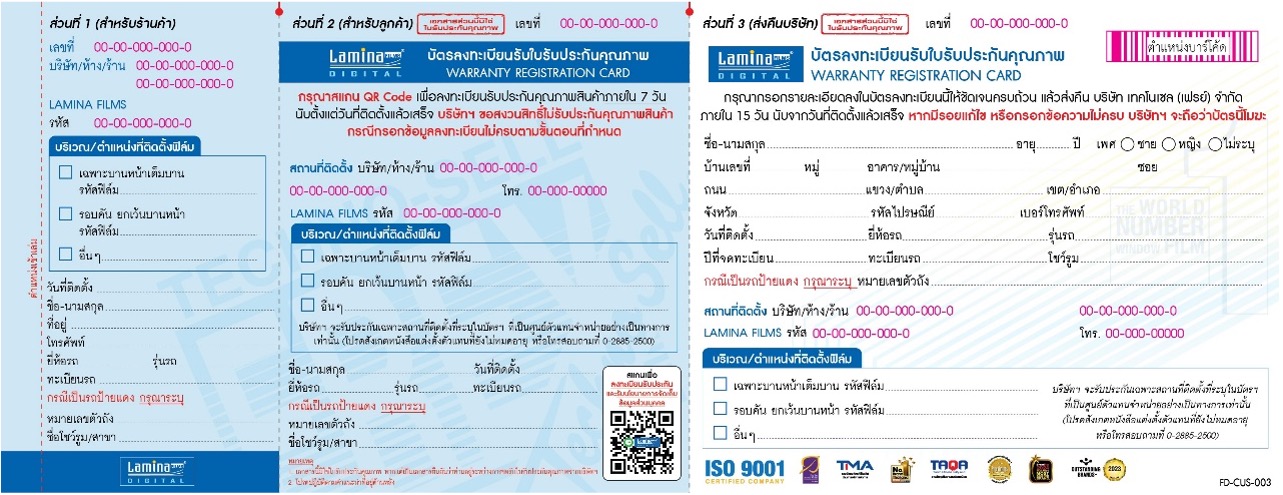 ส่วนที่ 1 (สำหรับร้านค้า)
เลขที่ 00-00-000-000-0
บริษัท/ห้าง/ร้าน 00-00-000-000-0
00-00-000-000-0
LAMINA FILMS
รหัส 00-00-000-000-0
บริเวณ/ตำแหน่งที่ติดตั้งฟิล์ม
เฉพาะบานหน้าเต็มบาน
รหัสฟิล์ม
รอบคัน ยกเว้นบานหน้า
รหัสฟิล์ม
อื่นๆ
ตำแหน่งเข้าเล่ม
วันที่ติดตั้ง
ชื่อ-นามสกุล
ที่อยู่
โทรศัพท์
ยี่ห้อรถ รุ่นรถ
ทะเบียนรถ
กรณีเป็นรถป้ายแดง กรุณาระบุ
หมายเลขตัวถัง
ชื่อโชว์รูม/สาขา
Lamina
DIGITAL
ส่วนที่ 2 (สำหรับลูกค้า)
เอกสารส่วนนี้มิใช่
ใบรับประกันคุณภาพ
เลขที่ 00-00-000-000-0
Lamina
DIGITAL
บัตรลงทะเบียนรับใบรับประกันคุณภาพ
WARRANTY REGISTRATION CARD
กรุณาสแกน QR Code เพื่อลงทะเบียนรับประกันคุณภาพสินค้าภายใน 7 วัน
นับตั้งแต่วันที่ติดตั้งแล้วเสร็จ บริษัทฯ ขอสงวนสิทธิ์ไม่รับประกันคุณภาพสินค้า
กรณีกรอกข้อมูลลงทะเบียนไม่ครบตามขั้นตอนที่กำหนด
สถานที่ติดตั้ง บริษัท/ห้าง/ร้าน 00-00-000-000-0
00-00-000-000-0 โทร. 00-000-00000
LAMINA FILMS รหัส 00-00-000-000-0
บริเวณ/ตำแหน่งที่ติดตั้งฟิล์ม
เฉพาะบานหน้าเต็มบาน รหัสฟิล์ม
รอบคัน ยกเว้นบานหน้า รหัสฟิล์ม
อื่นๆ
บริษัทฯ จะรับประกันเฉพาะสถานที่ติดตั้งที่ระบุในบัตรฯ ที่เป็นศูนย์ตัวแทนจำหน่ายอย่างเป็นทางการ
เท่านั้น (โปรดสังเกตหนังสือแต่งตั้งตัวแทนที่ยังไม่หมดอายุ หรือโทรสอบถามที่ 0-2885-2500)
ชื่อ-นามสกุล วันที่ติดตั้ง
ยี่ห้อรถ รุ่นรถ ทะเบียนรถ
กรณีเป็นรถป้ายแดง กรุณาระบุ
หมายเลขตัวถัง
ชื่อโชว์รูม/สาขา
สแกนเพื่อ
ลงทะเบียนรับประกัน
และรับนโยบายการจัดเก็บ
ข้อมูลส่วนบุคคล
หมายเหตุ
ส่วนที่ 3 (ส่งคืนบริษัท)
เอกสารส่วนนี้มิใช่
ใบรับประกันคุณภาพ
เลขที่ 00-00-000-000-0
ตำแหน่งบาร์โค้ด
Lamina
DIGITAL
บัตรลงทะเบียนรับใบรับประกันคุณภาพ
WARRANTY REGISTRATION CARD
กรุณากรอกรายละเอียดลงในบัตรลงทะเบียนนี้ให้ชัดเจนครบถ้วน แล้วส่งคืน บริษัท เทคโนเซล (เฟรย์) จำกัด
ภายใน 15 วัน นับจากวันที่ติดตั้งแล้วเสร็จ หากมีรอยแก้ไข หรือกรอกข้อความไม่ครบ บริษัทฯ จะถือว่าบัตรนี้โมฆะ
ชื่อ-นามสกุล อายุ ปี เพศ ชาย หญิง ไม่ระบุ
บ้านเลขที่ หมู่ อาคาร/หมู่บ้าน ซอย
ถนน แขวง/ตำบล เขต/อำเภอ
จังหวัด รหัสไปรษณีย์ เบอร์โทรศัพท์
วันที่ติดตั้ง ยี่ห้อรถ รุ่นรถ
ปีที่จดทะเบียน ทะเบียนรถ โชว์รูม
กรณีเป็นรถป้ายแดง กรุณาระบุ หมายเลขตัวถัง
สถานที่ติดตั้ง บริษัท/ห้าง/ร้าน 00-00-000-000-0 00-00-000-000-0
LAMINA FILMS รหัส 00-00-000-000-0 โทร. 00-000-00000
บริเวณ/ตำแหน่งที่ติดตั้งฟิล์ม
เฉพาะบานหน้าเต็มบาน รหัสฟิล์ม
รอบคัน ยกเว้นบานหน้า รหัสฟิล์ม
อื่นๆ
บริษัทฯ จะรับประกันเฉพาะสถานที่ติดตั้งที่ระบุในบัตรฯ
ที่เป็นศูนย์ตัวแทนจำหน่ายอย่างเป็นทางการเท่านั้น
(โปรดสังเกตหนังสือแต่งตั้งตัวแทนที่ยังไม่หมดอายุ
หรือโทรสอบถามที่ 0-2885-2500)
THE WORLD
NUMBER
FILM
ISO 9001
CERTIFIED COMPANY
TMA
No.1
TAQA
OUTSTANDING
BRANDS
2023
FD-CUS-003